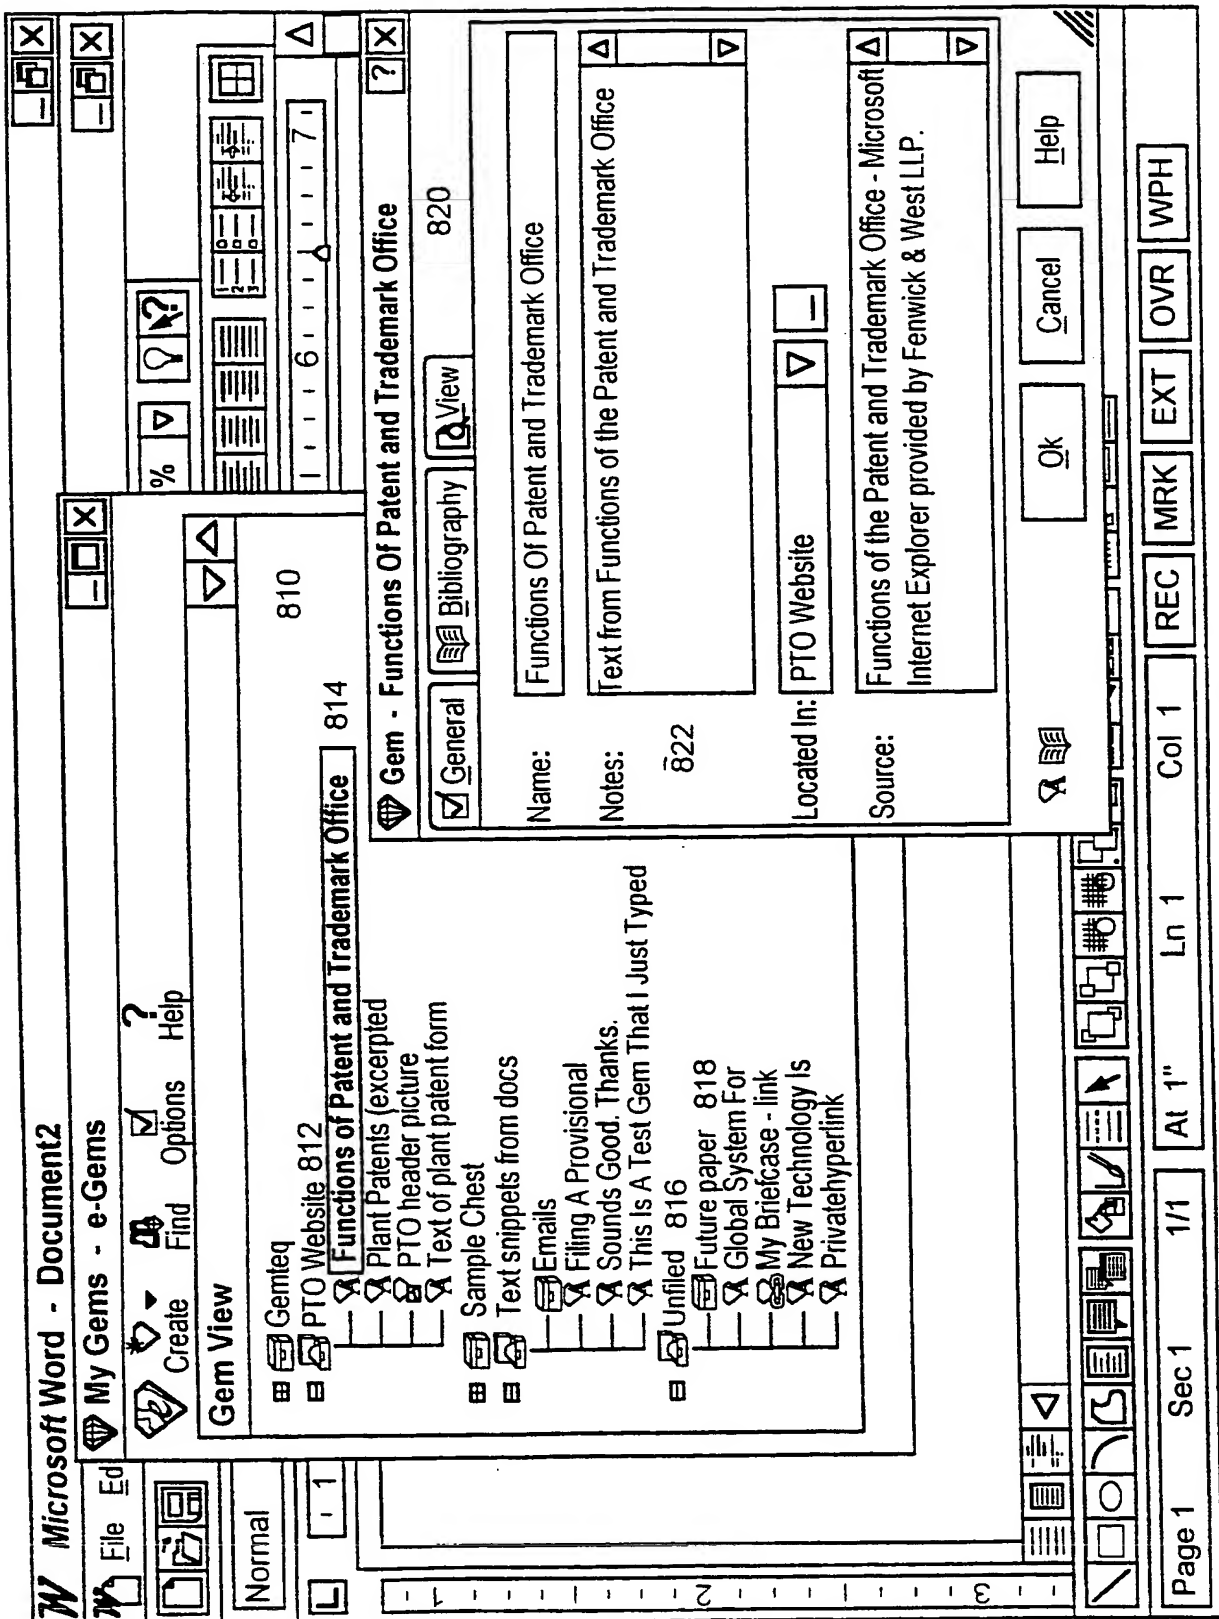 W Microsoft Word - Document2
My Gems - e-Gems
File Ed
Create Find Options Help
%
Normal
Gem View
L
- 1
| - 1 - 6 - 1 - 7 -
810
Gemteq
PTO Website 812
Functions of Patent and Trademark Office 814
Plant Patents (excerpted
PTO header picture
Text of plant patent form
Sample Chest
Text snippets from docs
Emails
Filing A Provisional
Sounds Good. Thanks.
This Is A Test Gem That I Just Typed
Unfilled 816
Future paper 818
Global System For
My Briefcase - link
New Technology Is
Privatehyperlink
Gem - Functions Of Patent and Trademark Office
General Bibliography View 820
Name: Functions Of Patent and Trademark Office
Notes: Text from Functions of the Patent and Trademark Office
822
Located In: PTO Website
Source: Functions of the Patent and Trademark Office - Microsoft
Internet Explorer provided by Fenwick & West LLP.
Ok Cancel Help
1
2
3
Page 1 Sec 1 1/1 At 1" Ln 1 Col 1 REC MRK EXT OVR WPH